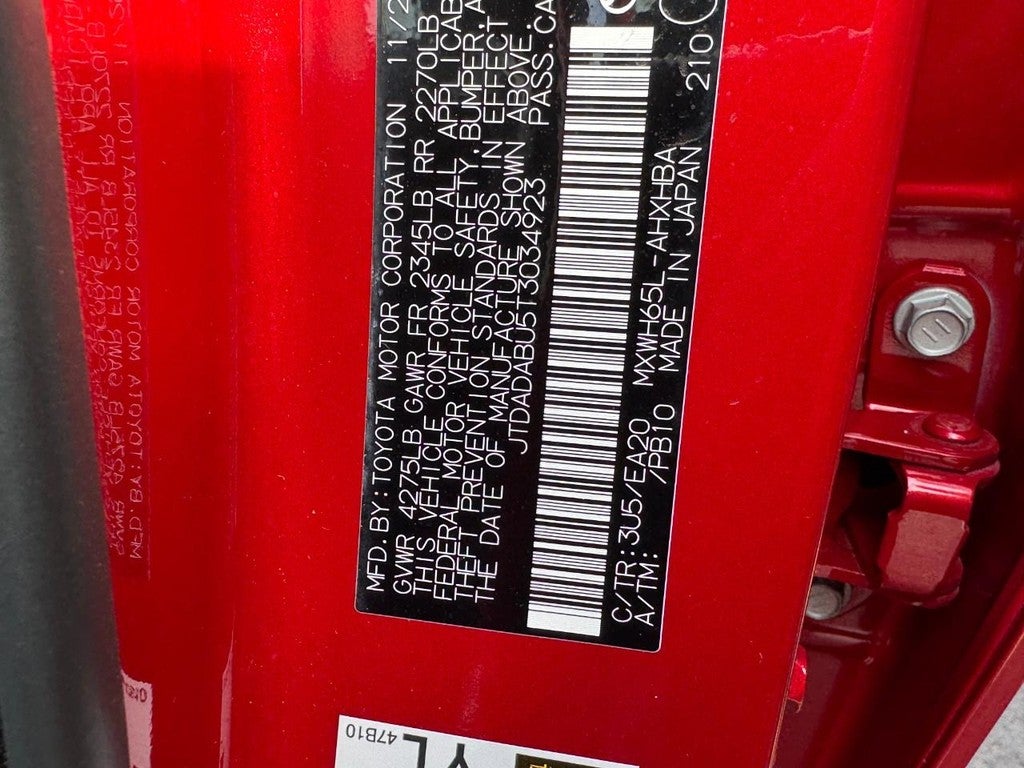 MFD.BY:TOYOTA MOTOR CORPORATION 11/2
GVWR 4275LB GAWR FR 2345LB RR 2270LB
THIS VEHICLE CONFORMS TO ALL APPLICAB
FEDERAL MOTOR VEHICLE SAFETY,BUMPER,A
THEFT PREVENTION STANDARDS IN EFFECT
THE DATE OF MANUFACTURE SHOWN ABOVE.
JTDADABU5T3034923 PASS.CA
C/TR:3U5/EA20 MXWH65L-AHXHBA
A/TM: /PB10 MADE IN JAPAN 210
YL
47B10